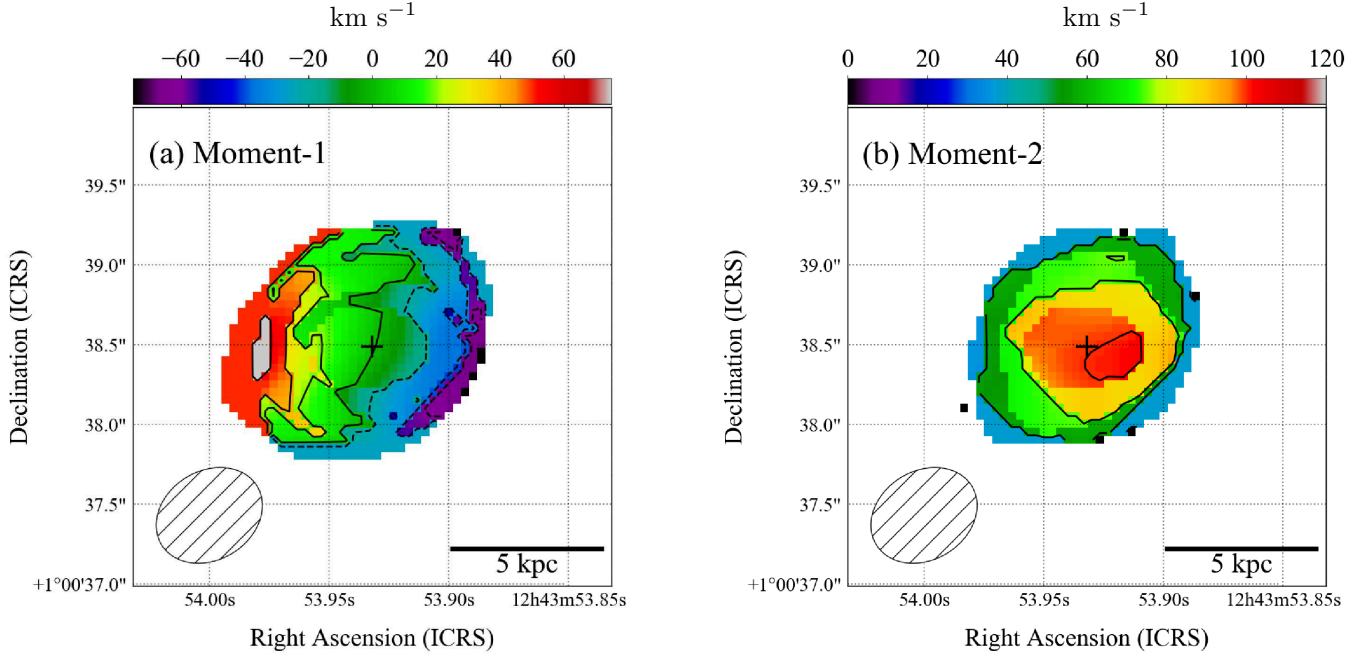 km s⁻¹
−60 −40 −20 0 20 40 60
(a) Moment-1
39.5"
39.0"
38.5"
38.0"
37.5"
+1°00'37.0"
Declination (ICRS)
5 kpc
54.00s 53.95s 53.90s 12h43m53.85s
Right Ascension (ICRS)
km s⁻¹
0 20 40 60 80 100 120
(b) Moment-2
39.5"
39.0"
38.5"
38.0"
37.5"
+1°00'37.0"
Declination (ICRS)
5 kpc
54.00s 53.95s 53.90s 12h43m53.85s
Right Ascension (ICRS)